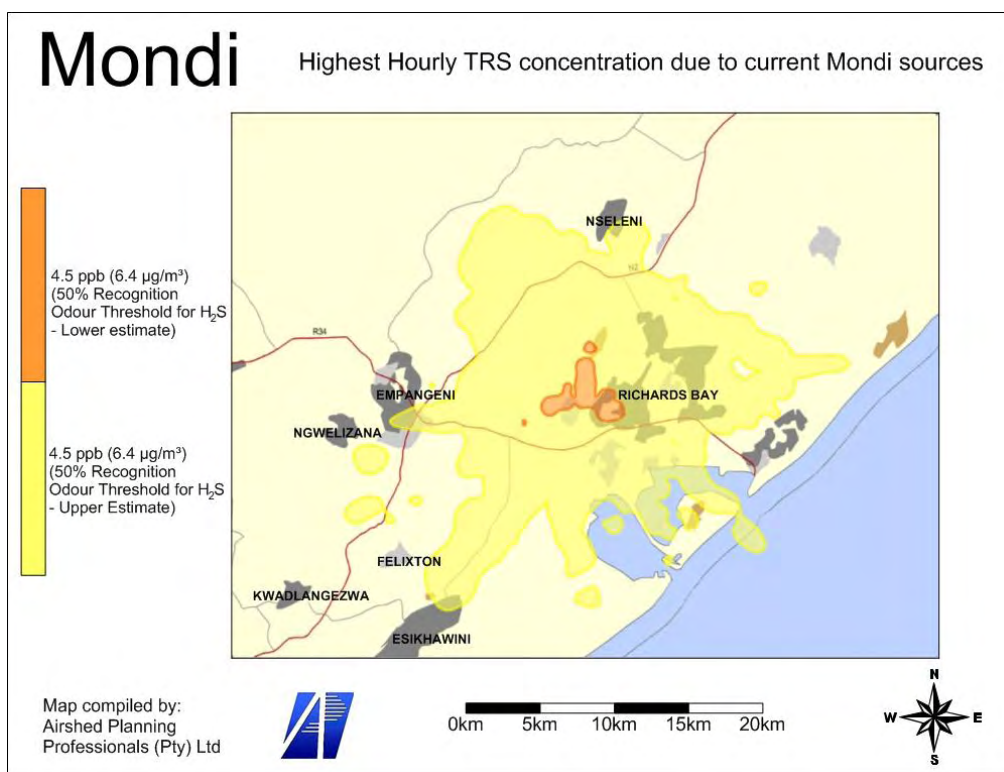 Mondi
Highest Hourly TRS concentration due to current Mondi sources
4.5 ppb (6.4 µg/m³)
(50% Recognition
Odour Threshold for H₂S
- Lower estimate)
4.5 ppb (6.4 µg/m³)
(50% Recognition
Odour Threshold for H₂S
- Upper Estimate)
NSELENI
N2
R34
EMPANGENI
RICHARDS BAY
NGWELIZANA
FELIXTON
KWADLANGEZWA
ESIKHAWINI
Map compiled by:
Airshed Planning
Professionals (Pty) Ltd
0km
5km
10km
15km
20km
N
W
E
S